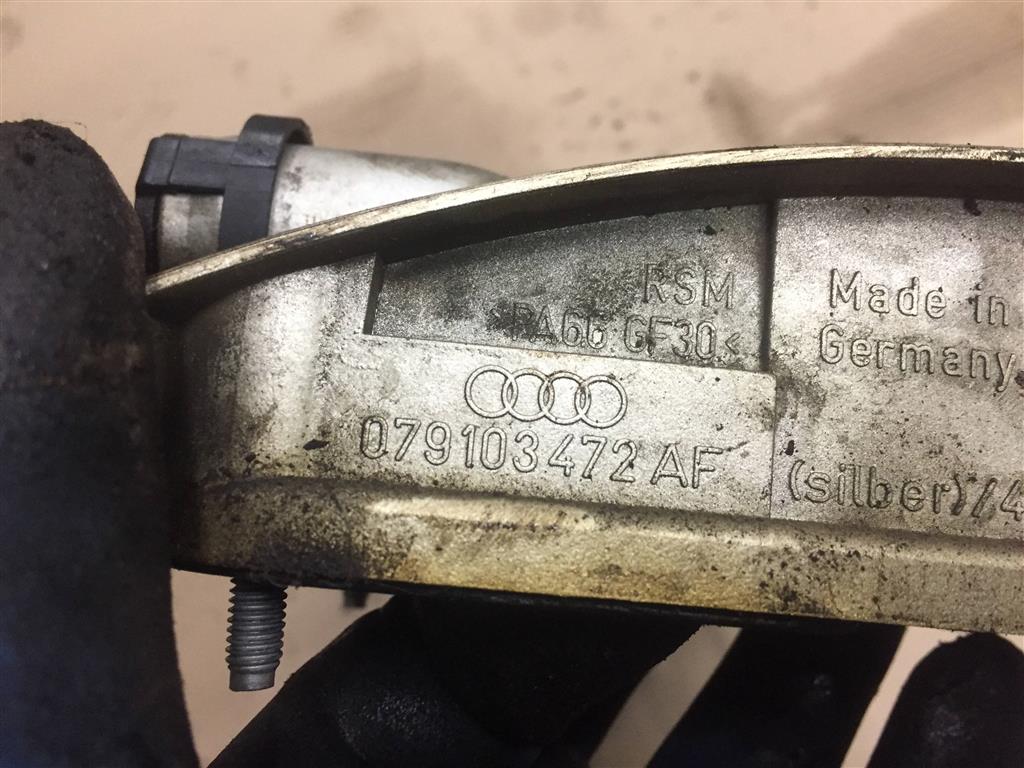 RSM
>PA66 GF30<
079103472 AF
Made in
Germany
(silber)/4